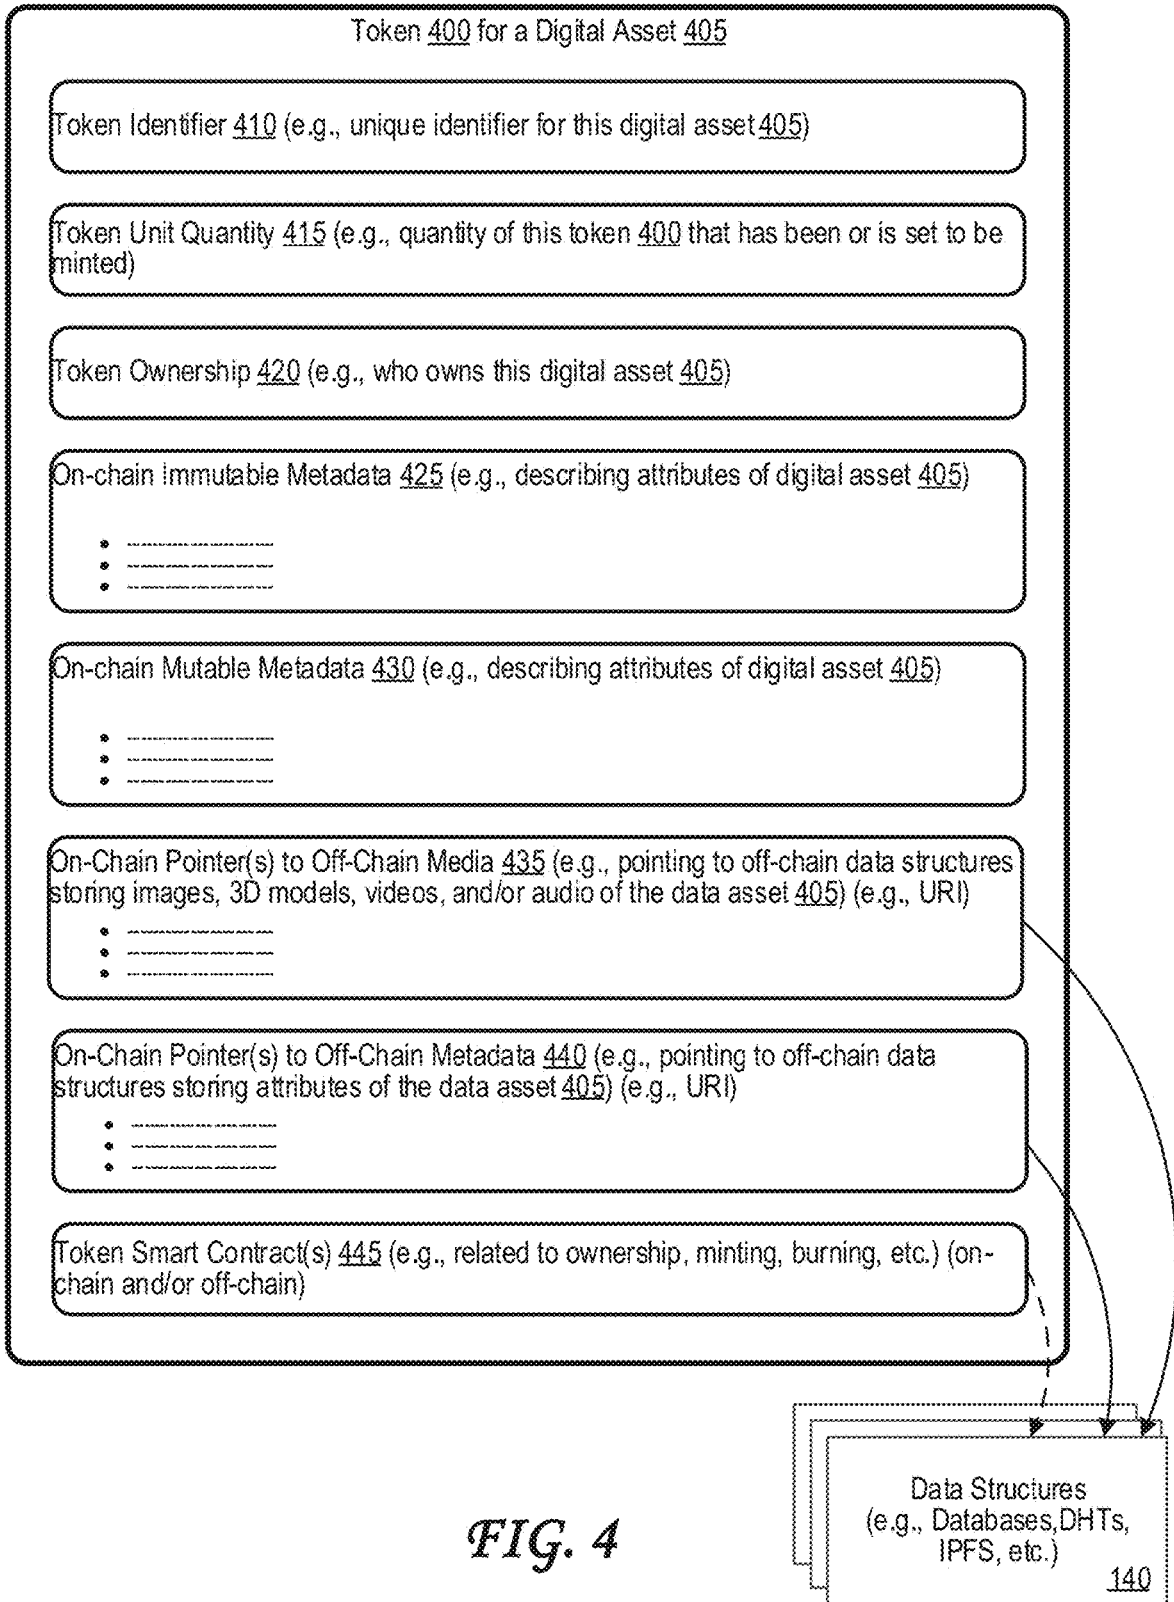 Token 400 for a Digital Asset 405
Token Identifier 410 (e.g., unique identifier for this digital asset 405)
Token Unit Quantity 415 (e.g., quantity of this token 400 that has been or is set to be
minted)
Token Ownership 420 (e.g., who owns this digital asset 405)
On-chain Immutable Metadata 425 (e.g., describing attributes of digital asset 405)
On-chain Mutable Metadata 430 (e.g., describing attributes of digital asset 405)
On-Chain Pointer(s) to Off-Chain Media 435 (e.g., pointing to off-chain data structures
storing images, 3D models, videos, and/or audio of the data asset 405) (e.g., URI)
On-Chain Pointer(s) to Off-Chain Metadata 440 (e.g., pointing to off-chain data
structures storing attributes of the data asset 405) (e.g., URI)
Token Smart Contract(s) 445 (e.g., related to ownership, minting, burning, etc.) (on-
chain and/or off-chain)
Data Structures
(e.g., Databases,DHTs,
IPFS, etc.)
140
FIG. 4